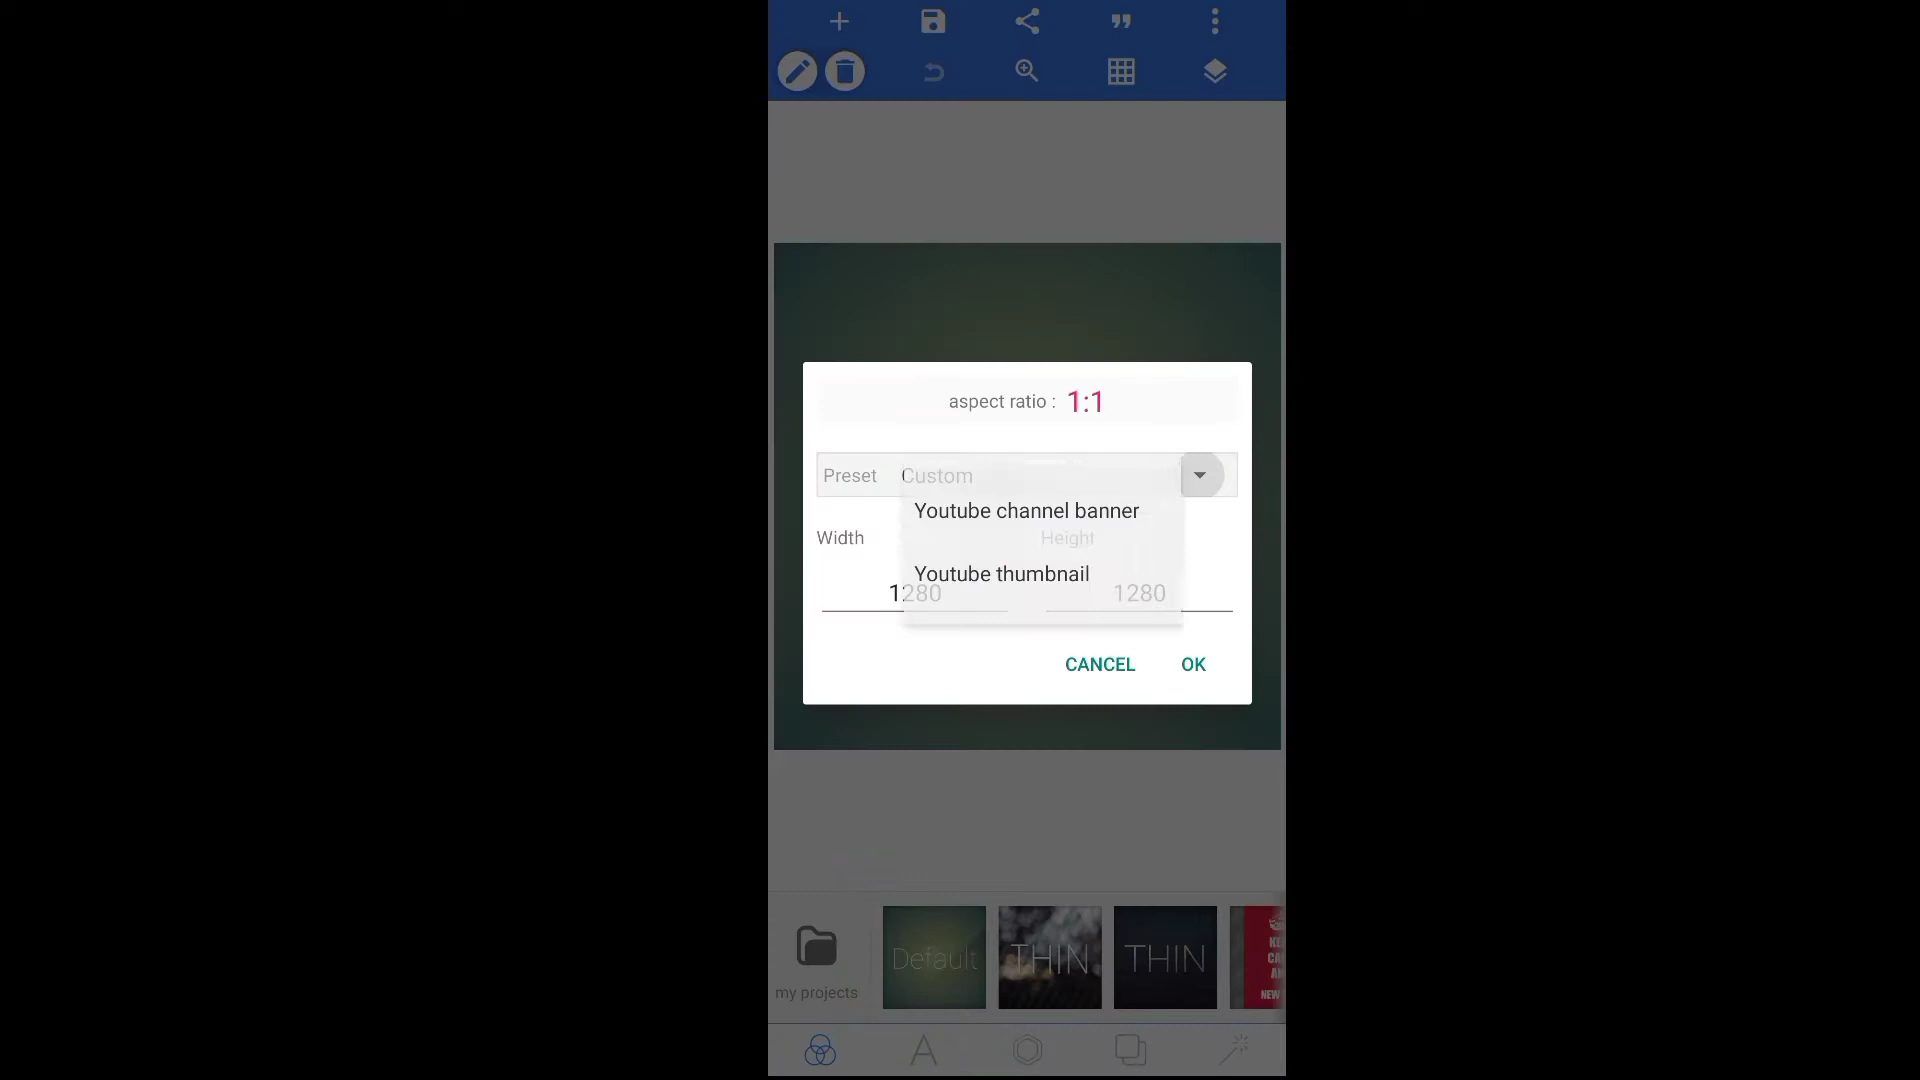 aspect ratio : 1:1
Preset Custom
Youtube channel banner
Width Height
Youtube thumbnail
1280 1280
CANCEL OK
Default THIN THIN
NEW
my projects